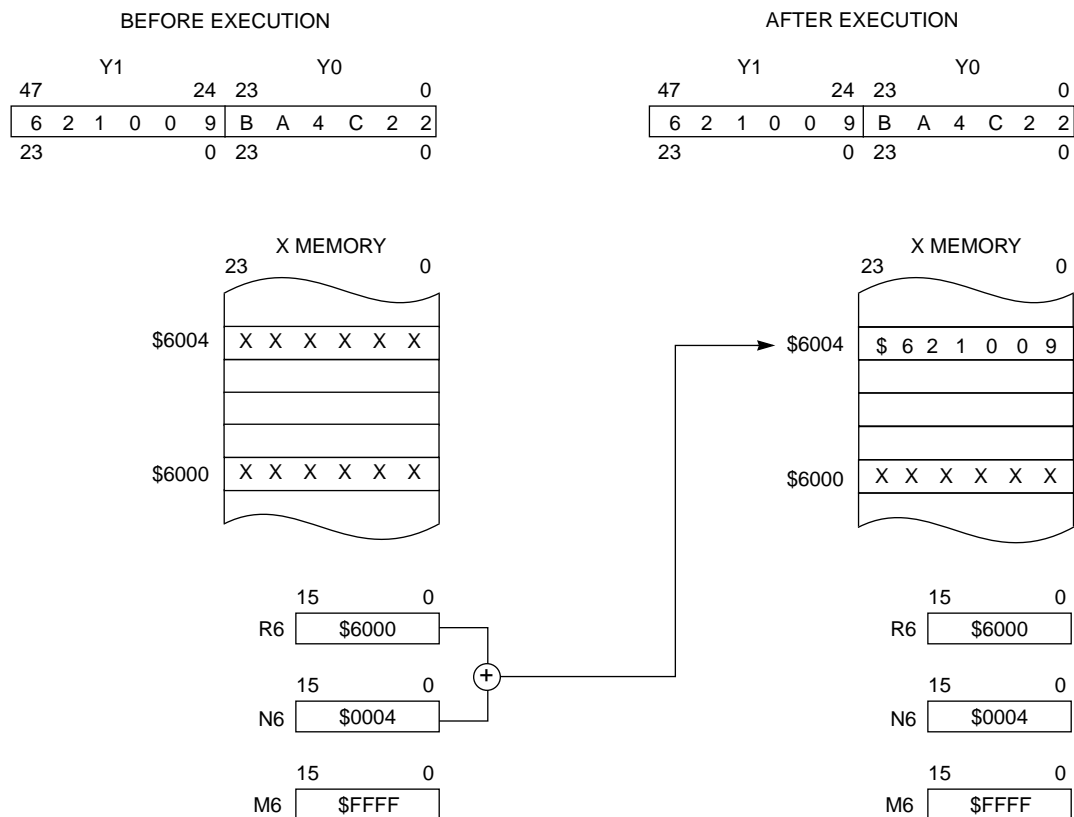 BEFORE EXECUTION AFTER EXECUTION
Y1 Y0 Y1 Y0
47 24 23 0 47 24 23 0
6 2 1 0 0 9 B A 4 C 2 2 6 2 1 0 0 9 B A 4 C 2 2
23 0 23 0 23 0 23 0
X MEMORY X MEMORY
23 0 23 0
$6004 X X X X X X $6004 $ 6 2 1 0 0 9
$6000 X X X X X X $6000 X X X X X X
15 0 15 0
R6 $6000 R6 $6000
+
15 0 15 0
N6 $0004 N6 $0004
15 0 15 0
M6 $FFFF M6 $FFFF